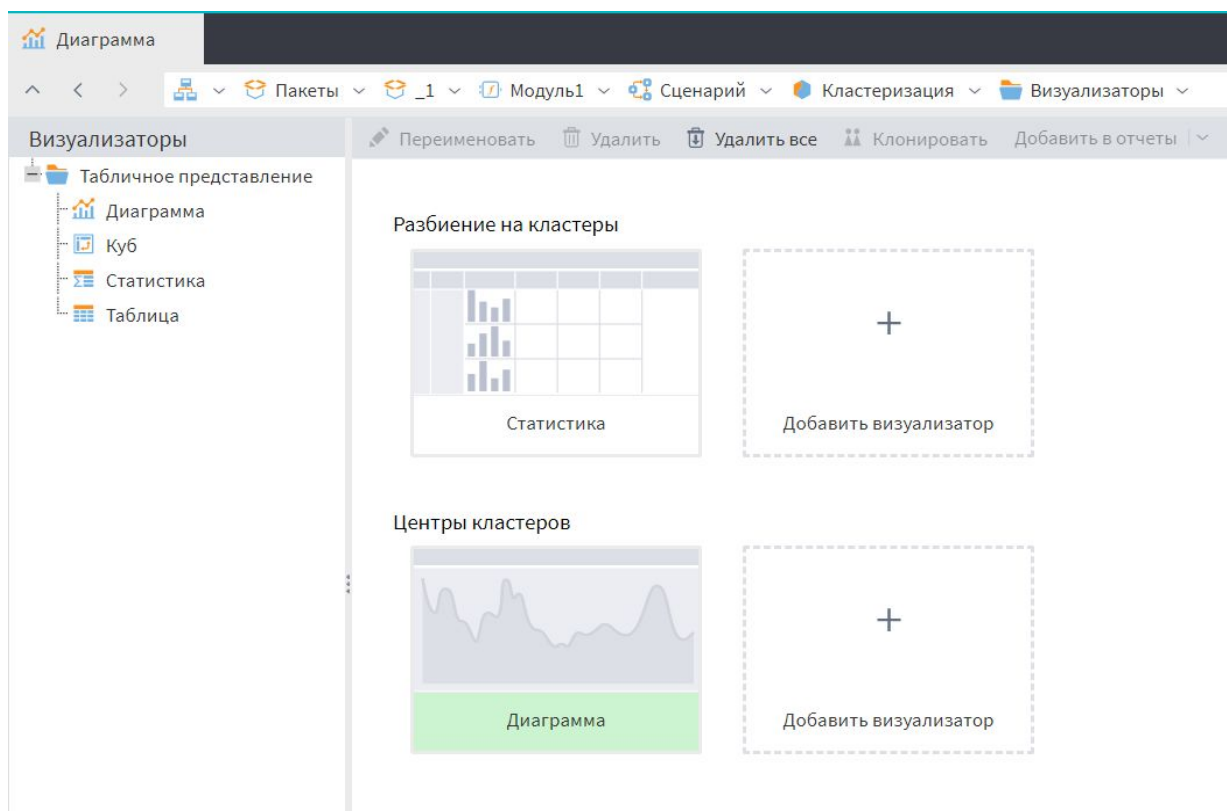 Диаграмма
Пакеты _1 Модуль1 Сценарий Кластеризация Визуализаторы
Визуализаторы
Переименовать Удалить Удалить все Клонировать Добавить в отчеты
Табличное представление
Диаграмма
Куб
Статистика
Таблица
Разбиение на кластеры
Статистика
Добавить визуализатор
Центры кластеров
Диаграмма
Добавить визуализатор